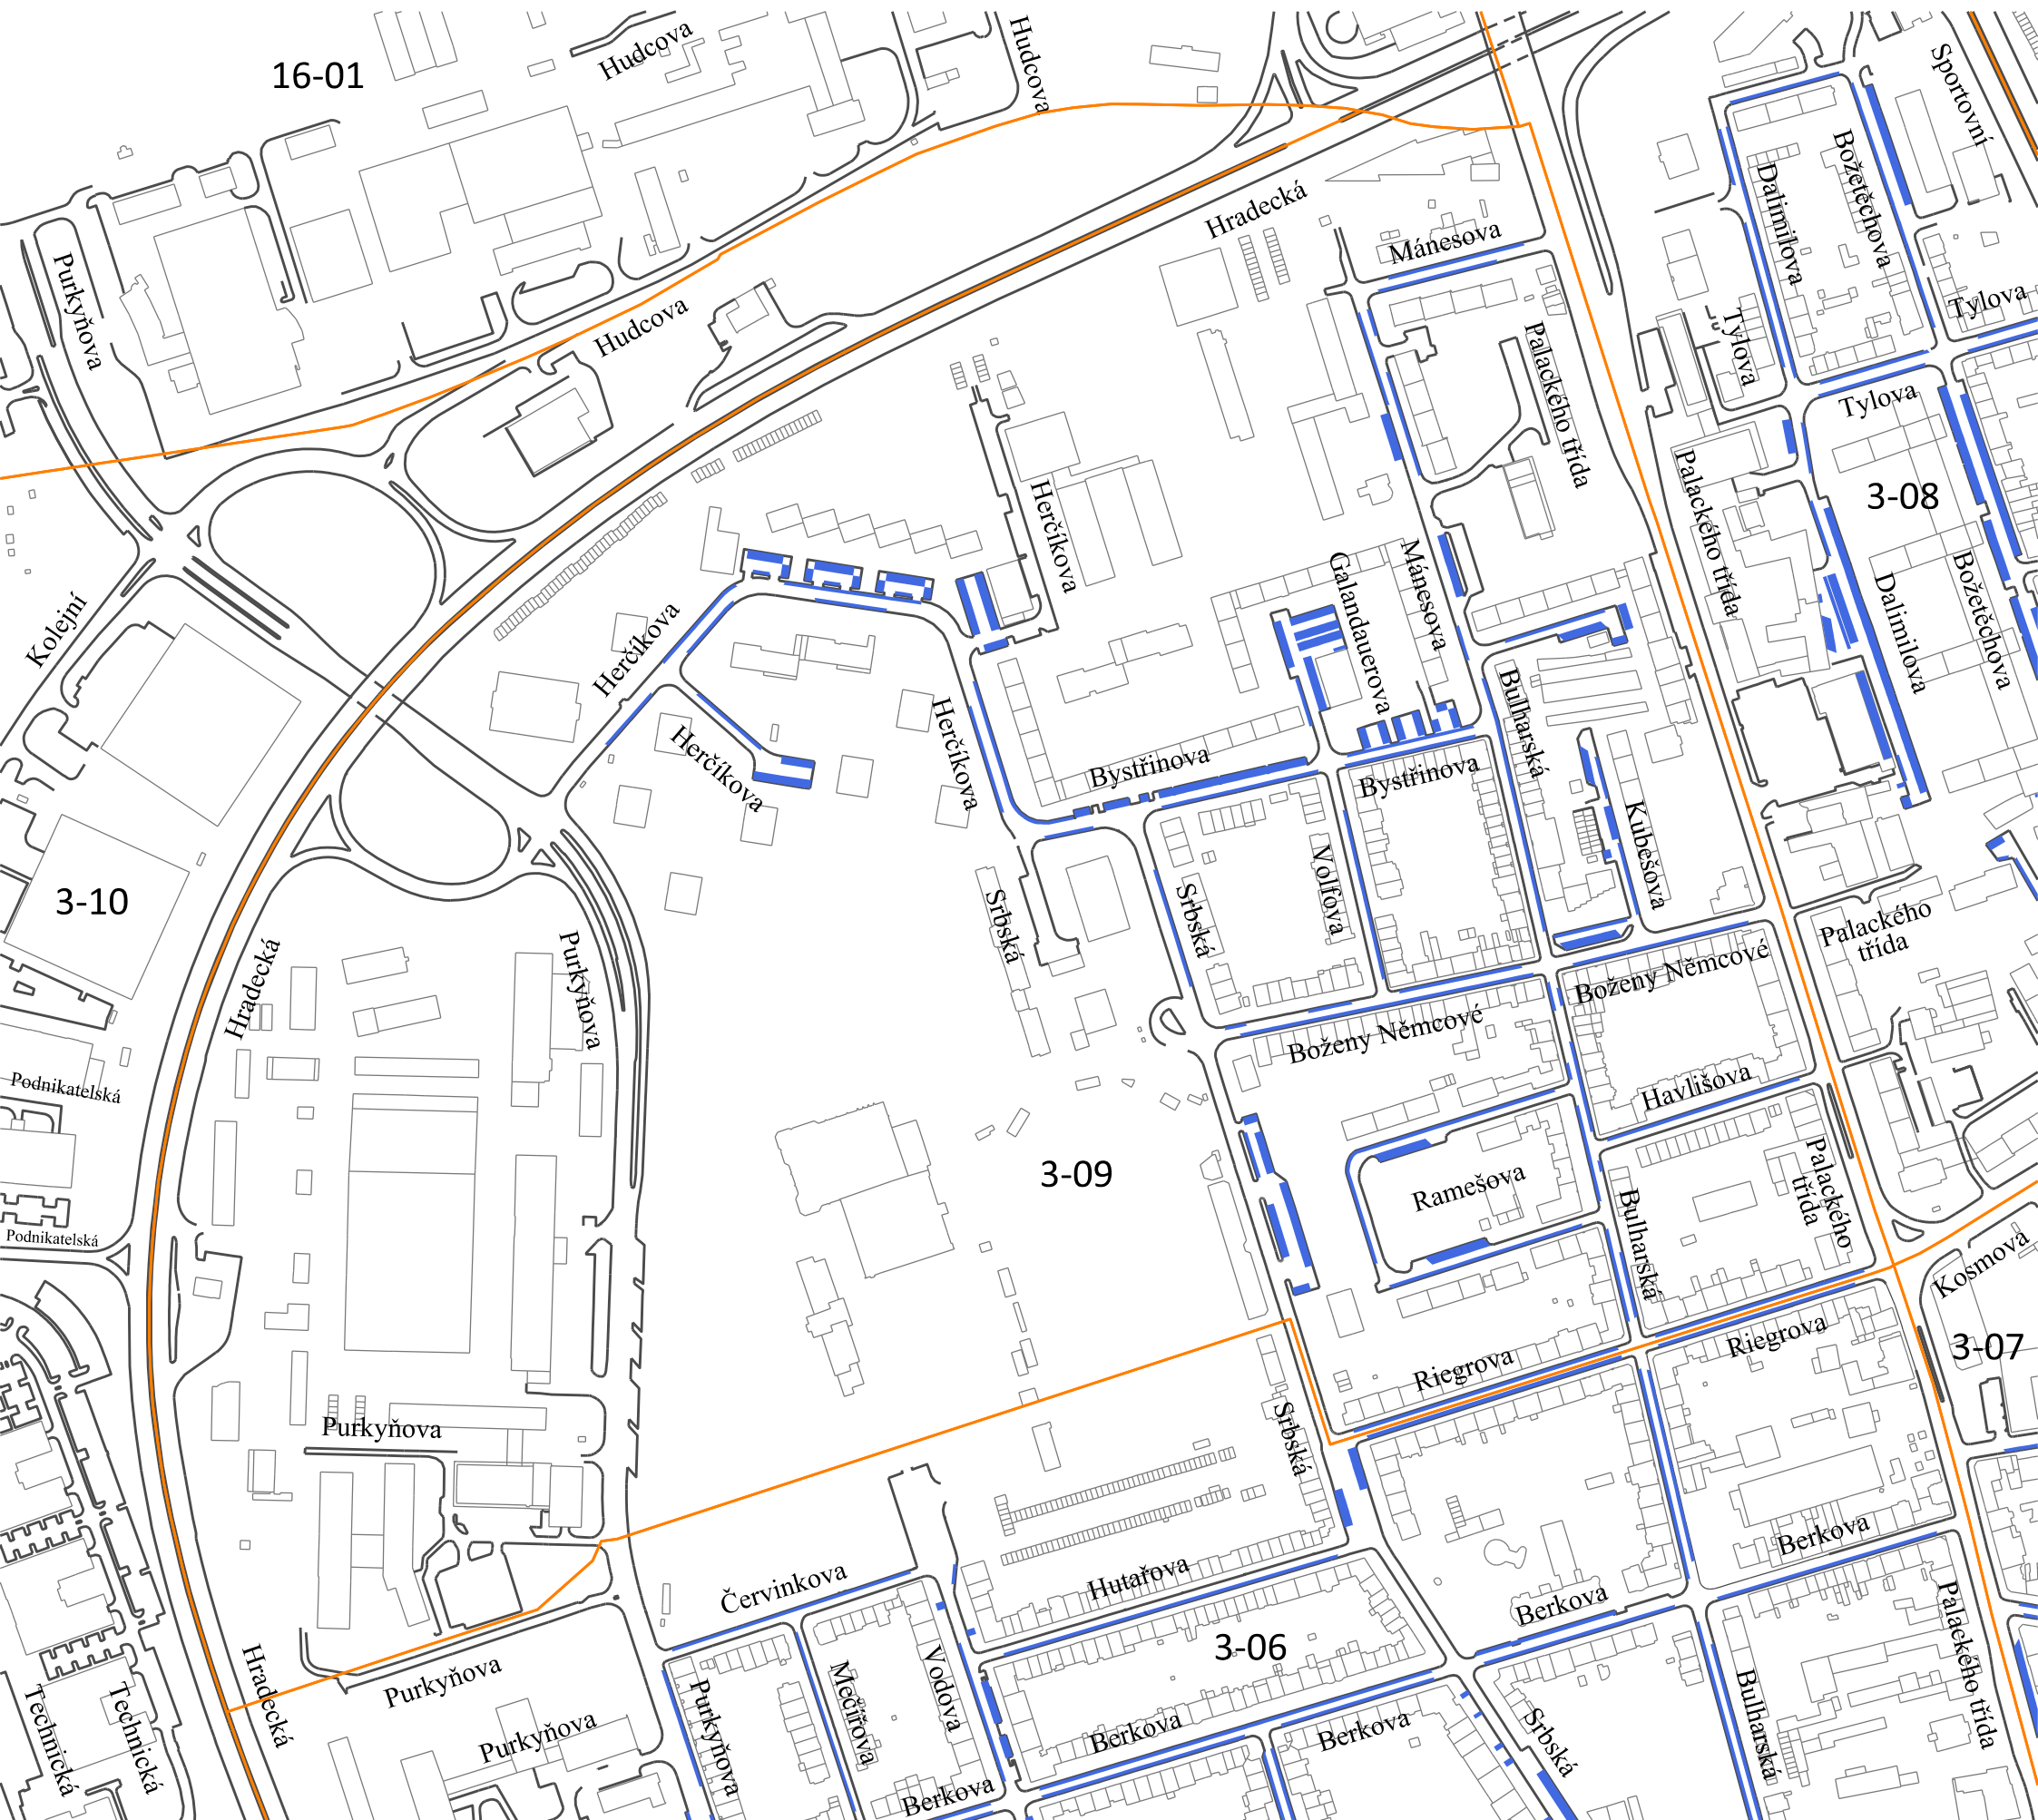 Hudcova
Hudcova
16-01
Sportovní
Božetěchova
Dalimilova
Hradecká
Mánesova
Purkyňova
Hudcova
Tylova
Tylova
Palackého třída
Tylova
Herčíkova
Palackého třída
3-08
Galandauerova
Mánesova
Božetěchova
Dalimilova
Kolejní
Herčíkova
Bulharská
Herčíkova
Herčíkova
Bystřinova
Bystřinova
Kubešova
Volfova
Srbská
Srbská
3-10
Palackého
třída
Hradecká
Purkyňova
Boženy Němcové
Boženy Němcové
Podnikatelská
Havlišova
3-09
Ramešova
Palackého
třída
Bulharská
Podnikatelská
Kosmova
Riegrova
3-07
Riegrova
Purkyňova
Srbská
Berkova
Hutařova
Červinkova
Berkova
3-06
Palackého třída
Hradecká
Purkyňova
Purkyňova
Mečířova
Vodova
Technická
Technická
Purkyňova
Berkova
Berkova
Srbská
Bulharská
Berkova